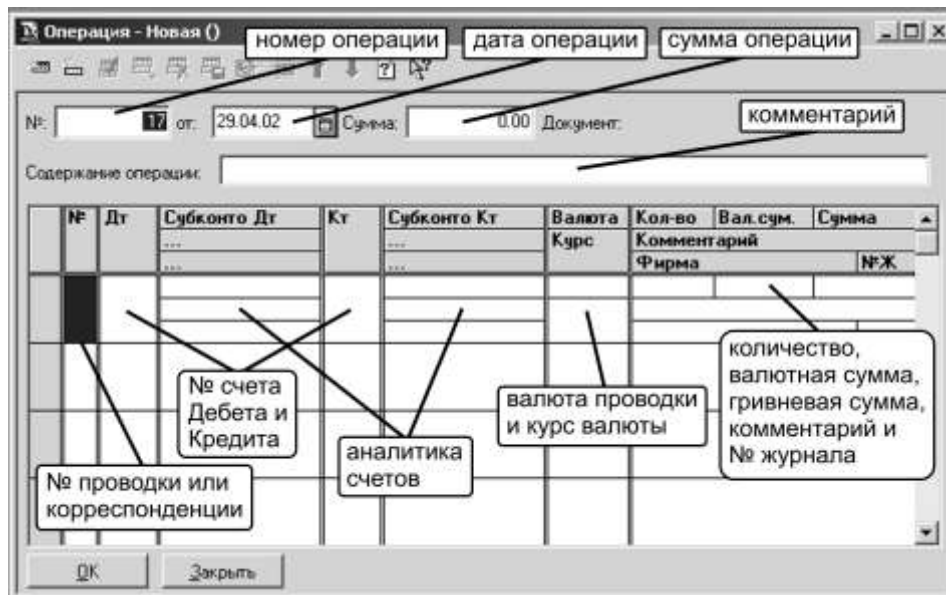 Операция - Новая ()
номер операции
дата операции
сумма операции
№: 17 от: 29.04.02 Сумма: 0.00 Документ:
комментарий
Содержание операции:
№ Дт Субконто Дт Кт Субконто Кт Валюта Кол-во Вал.сум. Сумма
... ... Курс Комментарий
... ... Фирма №Ж
№ счета
Дебета и
Кредита
аналитика
счетов
валюта проводки
и курс валюты
количество,
валютная сумма,
гривневая сумма,
комментарий и
№ журнала
№ проводки или
корреспонденции
OK Закрыть